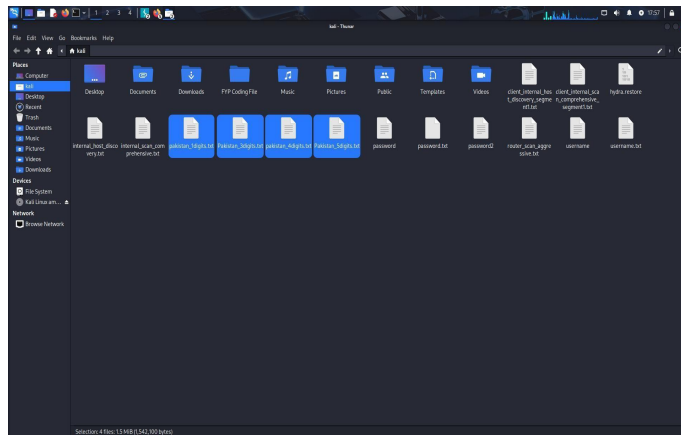 1 2 3 4
17:57
kali - Thunar
File Edit View Go Bookmarks Help
kali
Places
Computer
kali
Desktop
Recent
Trash
Documents
Music
Pictures
Videos
Downloads
Devices
File System
Kali Linux am...
Network
Browse Network
Desktop Documents Downloads FYP Coding File Music Pictures Public Templates Videos client_internal_hos client_internal_sca hydra.restore
t_discovery_segme n_comprehensive_
nt1.txt segment1.txt
internal_host_disco internal_scan_com pakistan_1digits.txt Pakistan_3digits.txt pakistan_4digits.txt Pakistan_5digits.txt password password.txt password2 router_scan_aggre username username.txt
very.txt prehensive.txt ssive.txt
Selection: 4 files: 1.5 MiB (1,542,100 bytes)